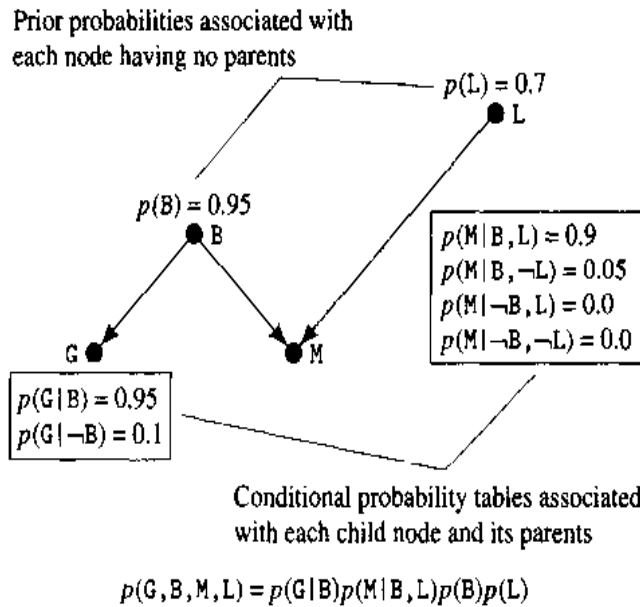 Prior probabilities associated with
each node having no parents
p(L) = 0.7
L
p(B) = 0.95
B
p(M|B,L) = 0.9
p(M|B,¬L) = 0.05
p(M|¬B,L) = 0.0
p(M|¬B,¬L) = 0.0
G
M
p(G|B) = 0.95
p(G|¬B) = 0.1
Conditional probability tables associated
with each child node and its parents
p(G,B,M,L) = p(G|B)p(M|B,L)p(B)p(L)